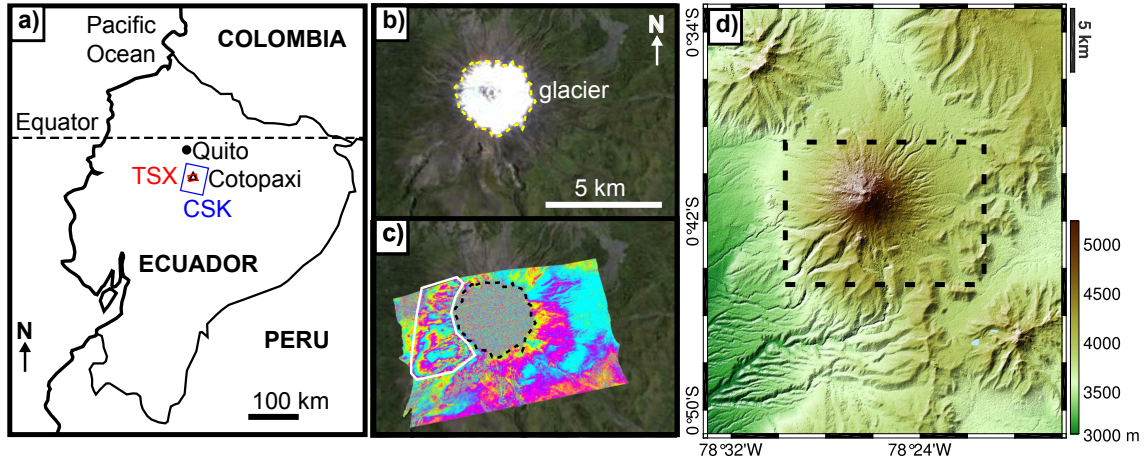 a)
Pacific
Ocean
COLOMBIA
Equator
Quito
TSX
Cotopaxi
CSK
ECUADOR
N
PERU
100 km
b)
N
glacier
5 km
c)
d)
5 km
0°34'S
0°42'S
0°50'S
78°32'W
78°24'W
5000
4500
4000
3500
3000 m